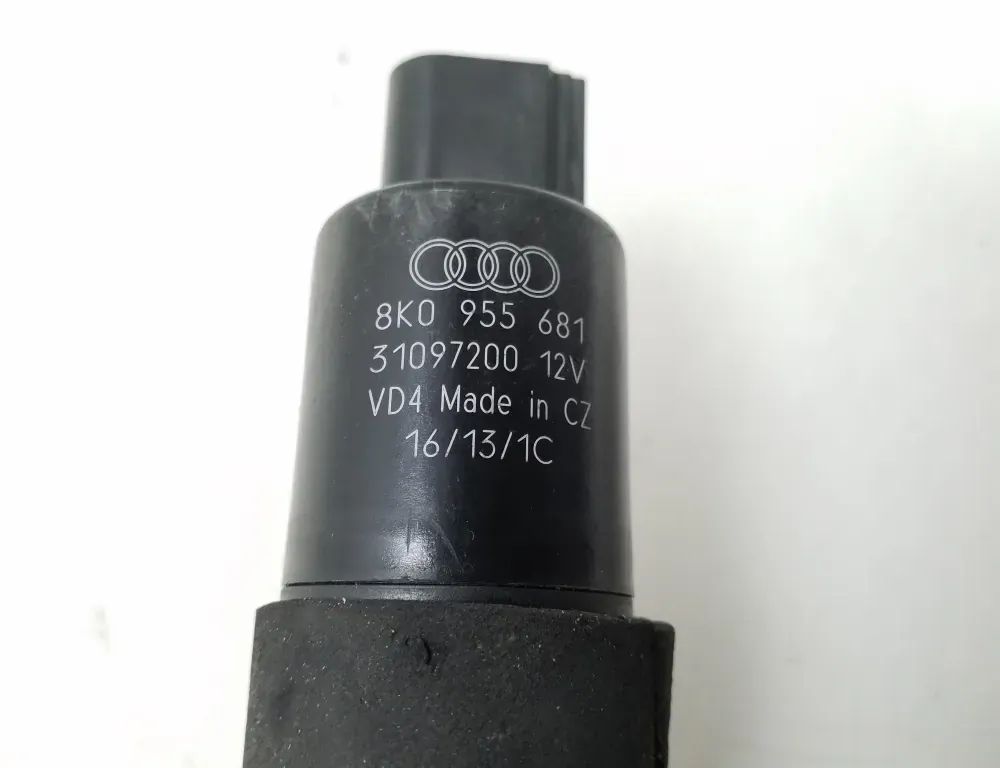 8K0 955 681
31097200 12V
VD4 Made in CZ
16/13/1C